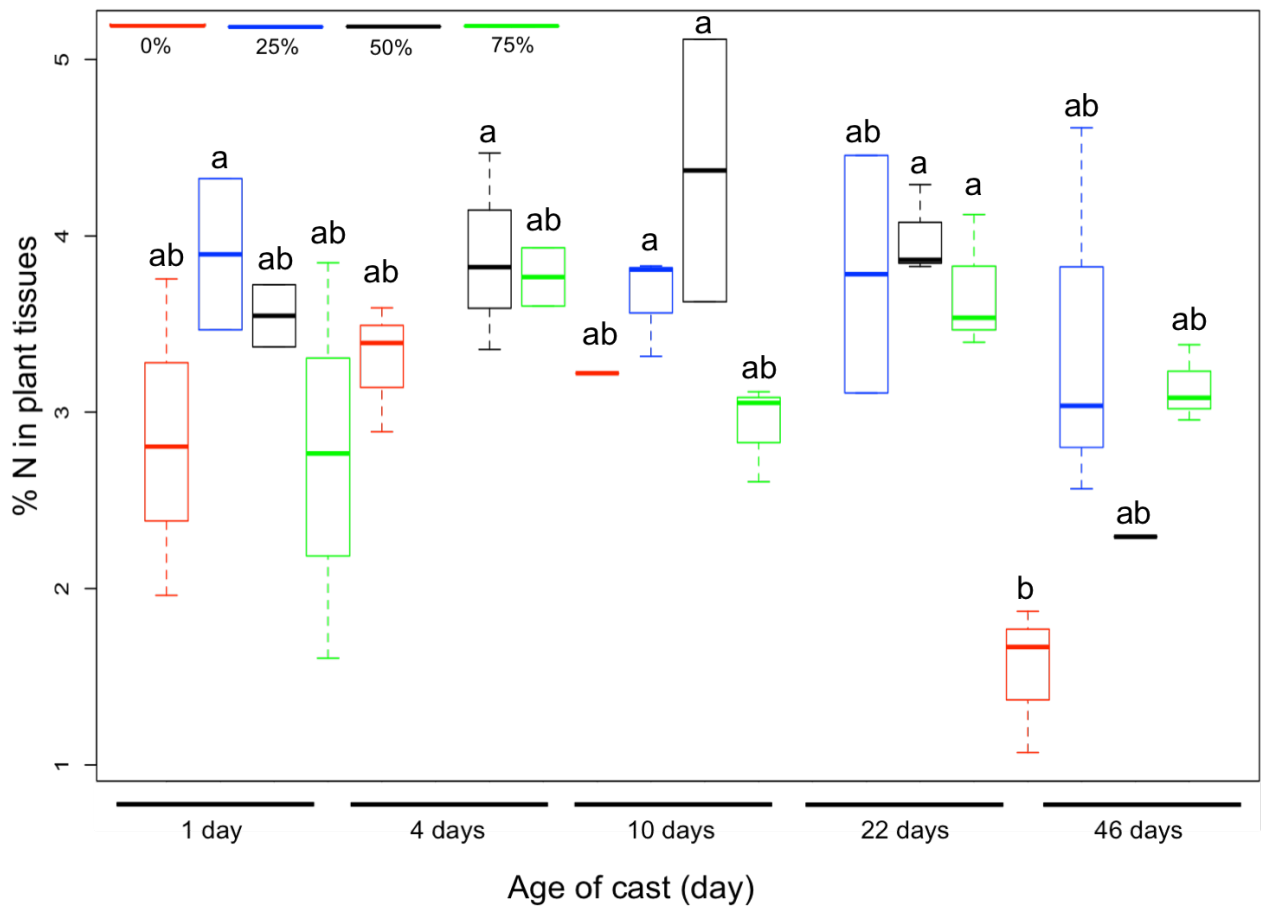 0% 25% 50% 75%
% N in plant tissues
5
4
3
2
1
ab a ab ab ab a ab ab a a ab ab a a b ab ab ab
1 day 4 days 10 days 22 days 46 days
Age of cast (day)